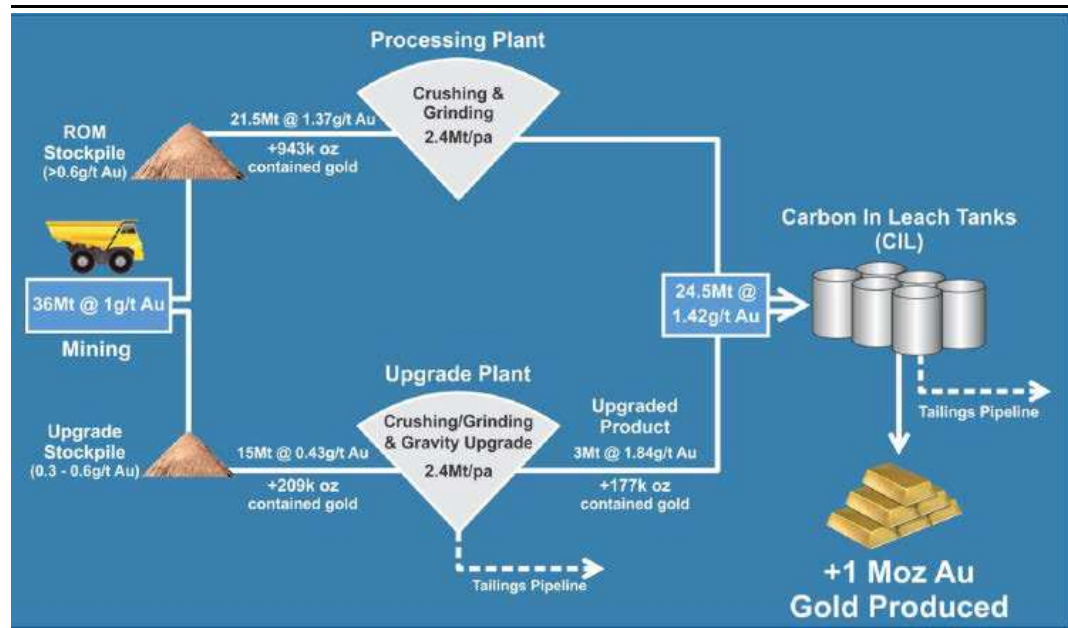 Processing Plant
Crushing &
Grinding
2.4Mt/pa
21.5Mt @ 1.37g/t Au
+943k oz
contained gold
ROM
Stockpile
(>0.6g/t Au)
36Mt @ 1g/t Au
Mining
Carbon In Leach Tanks
(CIL)
24.5Mt @
1.42g/t Au
Tailings Pipeline
Upgrade Plant
Crushing/Grinding
& Gravity Upgrade
2.4Mt/pa
Upgrade
Stockpile
(0.3 - 0.6g/t Au)
15Mt @ 0.43g/t Au
+209k oz
contained gold
Upgraded
Product
3Mt @ 1.84g/t Au
+177k oz
contained gold
Tailings Pipeline
+1 Moz Au
Gold Produced